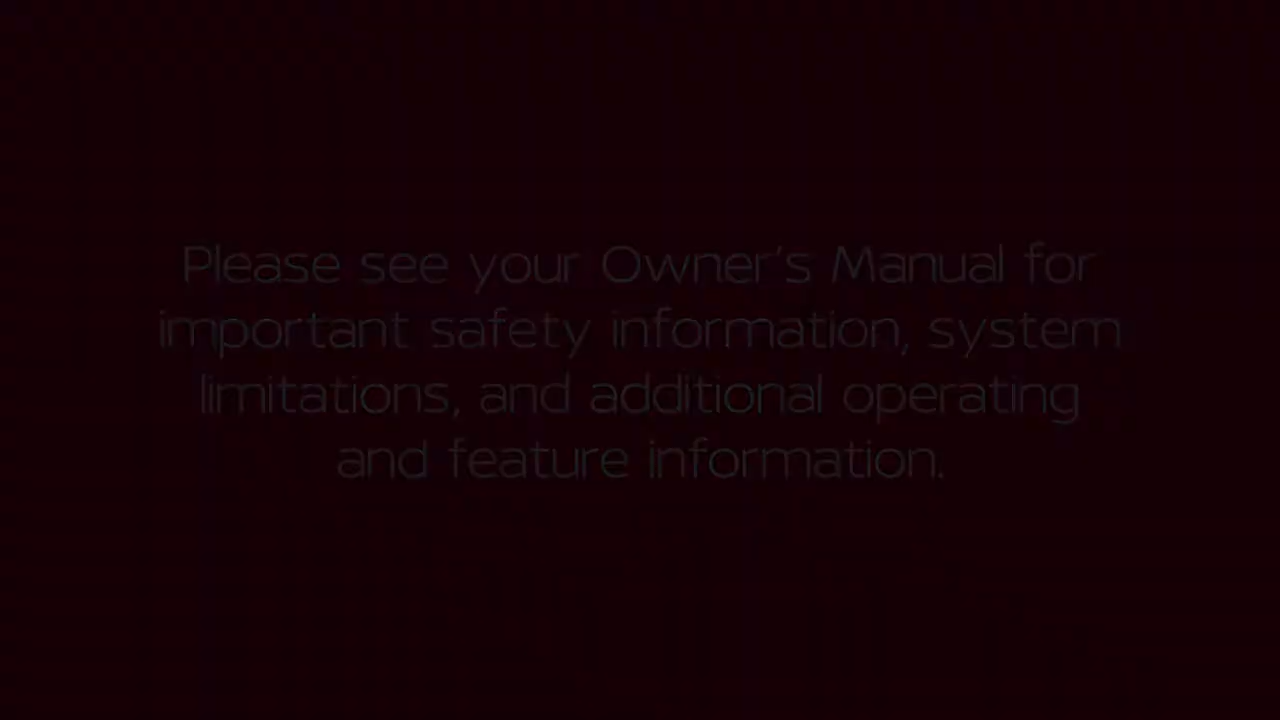 Please see your Owner's Manual for
important safety information, system
limitations, and additional operating
and feature information.